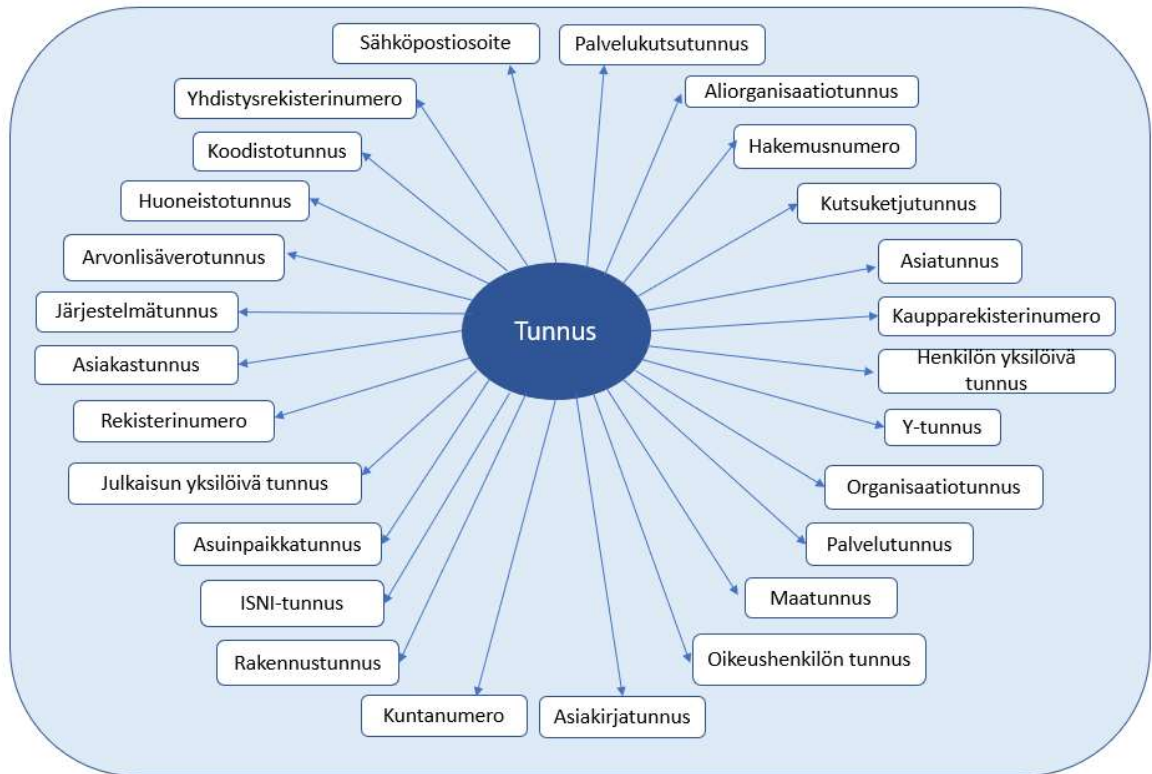 Sähköpostiosoite
Palvelukutsutunnus
Yhdistysrekisterinumero
Aliorganisaatiotunnus
Koodistotunnus
Hakemusnumero
Huoneistotunnus
Kutsuketjutunnus
Arvonlisäverotunnus
Asiatunnus
Järjestelmätunnus
Kaupparekisterinumero
Tunnus
Asiakastunnus
Henkilön yksilöivä
tunnus
Rekisterinumero
Y-tunnus
Julkaisun yksilöivä tunnus
Organisaatiotunnus
Asuinpaikkatunnus
Palvelutunnus
ISNI-tunnus
Maatunnus
Rakennustunnus
Oikeushenkilön tunnus
Kuntanumero
Asiakirjatunnus